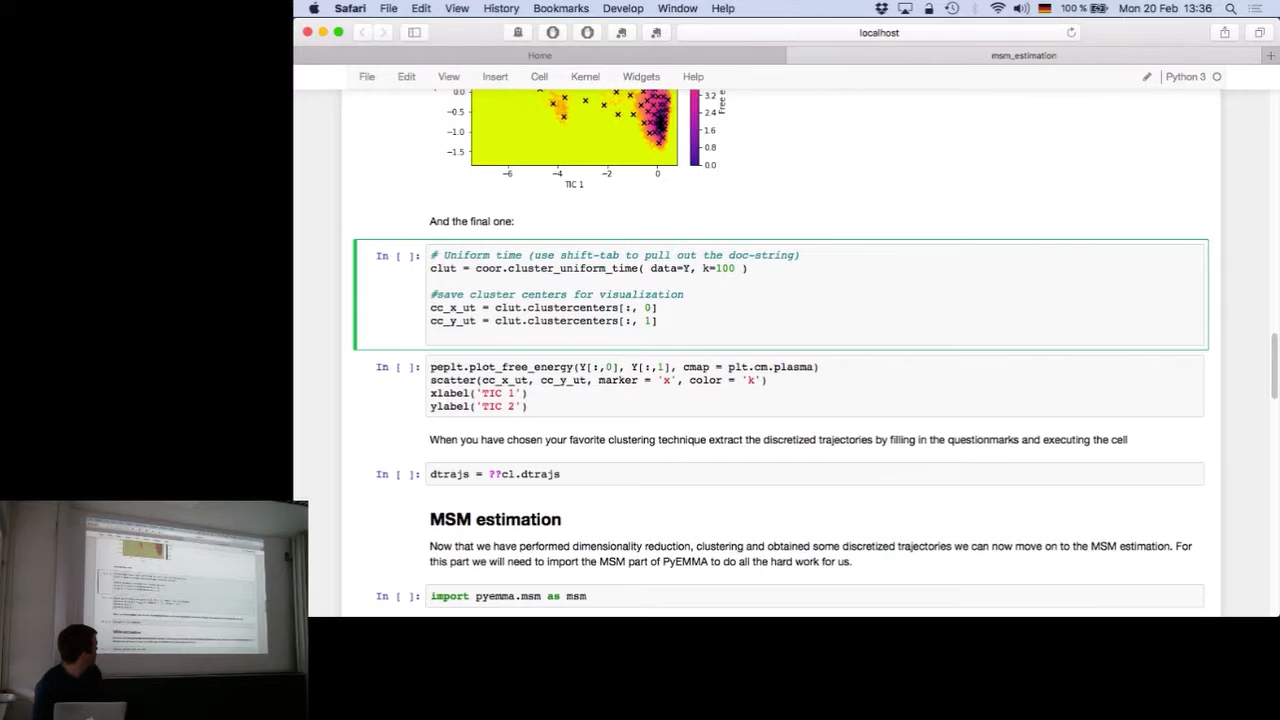 Safari File Edit View History Bookmarks Develop Window Help 100 % Mon 20 Feb 13:36
localhost
Home msm_estimation
File Edit View Insert Cell Kernel Widgets Help Python 3
0.0
−0.5
−1.0
−1.5
−6 −4 −2 0
TIC 1
3.2
2.4
1.6
0.8
0.0
Free e
And the final one:
In [ ]: # Uniform time (use shift-tab to pull out the doc-string)
clut = coor.cluster_uniform_time( data=Y, k=100 )
#save cluster centers for visualization
cc_x_ut = clut.clustercenters[:, 0]
cc_y_ut = clut.clustercenters[:, 1]
In [ ]: peplt.plot_free_energy(Y[:,0], Y[:,1], cmap = plt.cm.plasma)
scatter(cc_x_ut, cc_y_ut, marker = 'x', color = 'k')
xlabel('TIC 1')
ylabel('TIC 2')
When you have chosen your favorite clustering technique extract the discretized trajectories by filling in the questionmarks and executing the cell
In [ ]: dtrajs = ??cl.dtrajs
MSM estimation
Now that we have performed dimensionality reduction, clustering and obtained some discretized trajectories we can now move on to the MSM estimation. For
this part we will need to import the MSM part of PyEMMA to do all the hard work for us.
In [ ]: import pyemma.msm as msm